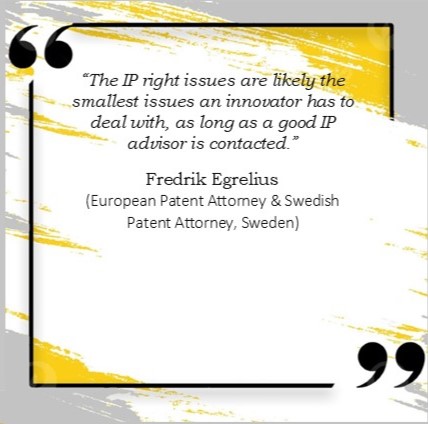 “The IP right issues are likely the
smallest issues an innovator has to
deal with, as long as a good IP
advisor is contacted.”
Fredrik Egrelius
(European Patent Attorney & Swedish
Patent Attorney, Sweden)